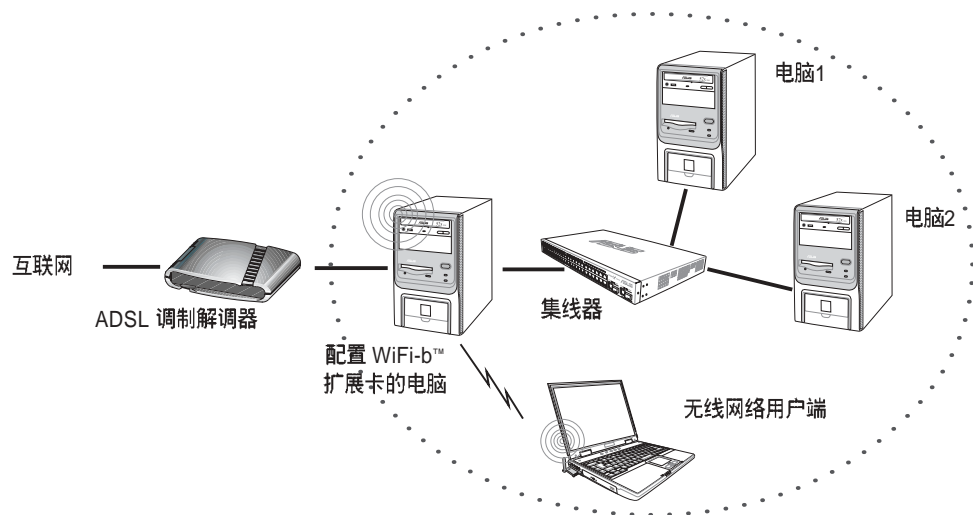 电脑1
电脑2
互联网
ADSL 调制解调器
集线器
配置 WiFi-b™
扩展卡的电脑
无线网络用户端